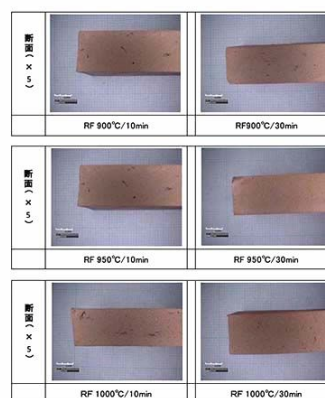 断面(×5)
RF 900℃/10min
RF900℃/30min
断面(×5)
RF 950℃/10min
RF 950℃/30min
断面(×5)
RF 1000℃/10min
RF 1000℃/30min